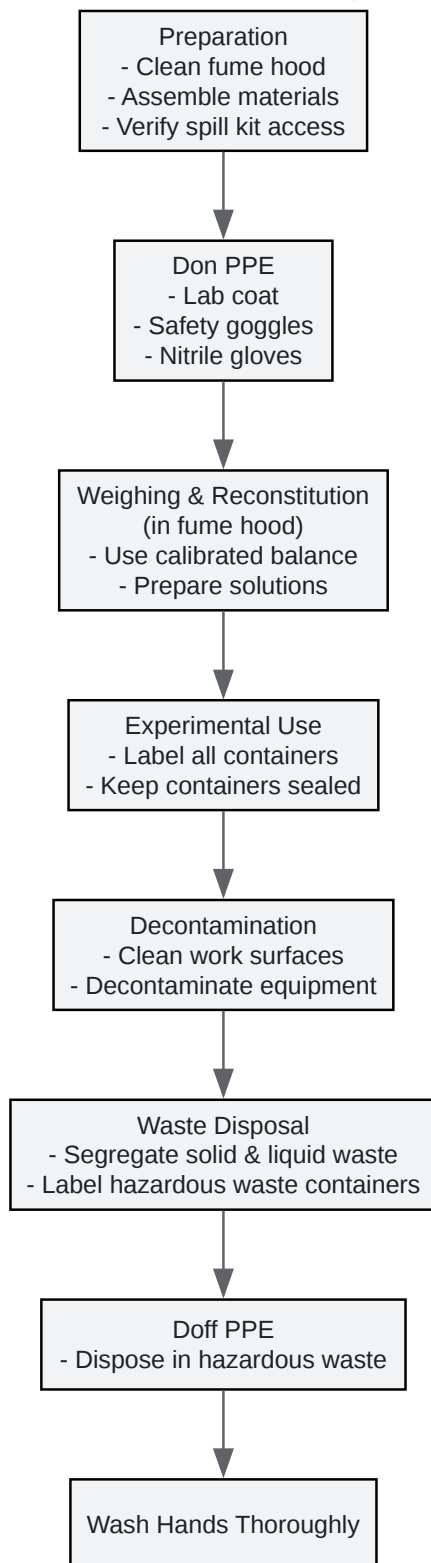 Preparation
- Clean fume hood
- Assemble materials
- Verify spill kit access
Don PPE
- Lab coat
- Safety goggles
- Nitrile gloves
Weighing & Reconstitution
(in fume hood)
- Use calibrated balance
- Prepare solutions
Experimental Use
- Label all containers
- Keep containers sealed
Decontamination
- Clean work surfaces
- Decontaminate equipment
Waste Disposal
- Segregate solid & liquid waste
- Label hazardous waste containers
Doff PPE
- Dispose in hazardous waste
Wash Hands Thoroughly